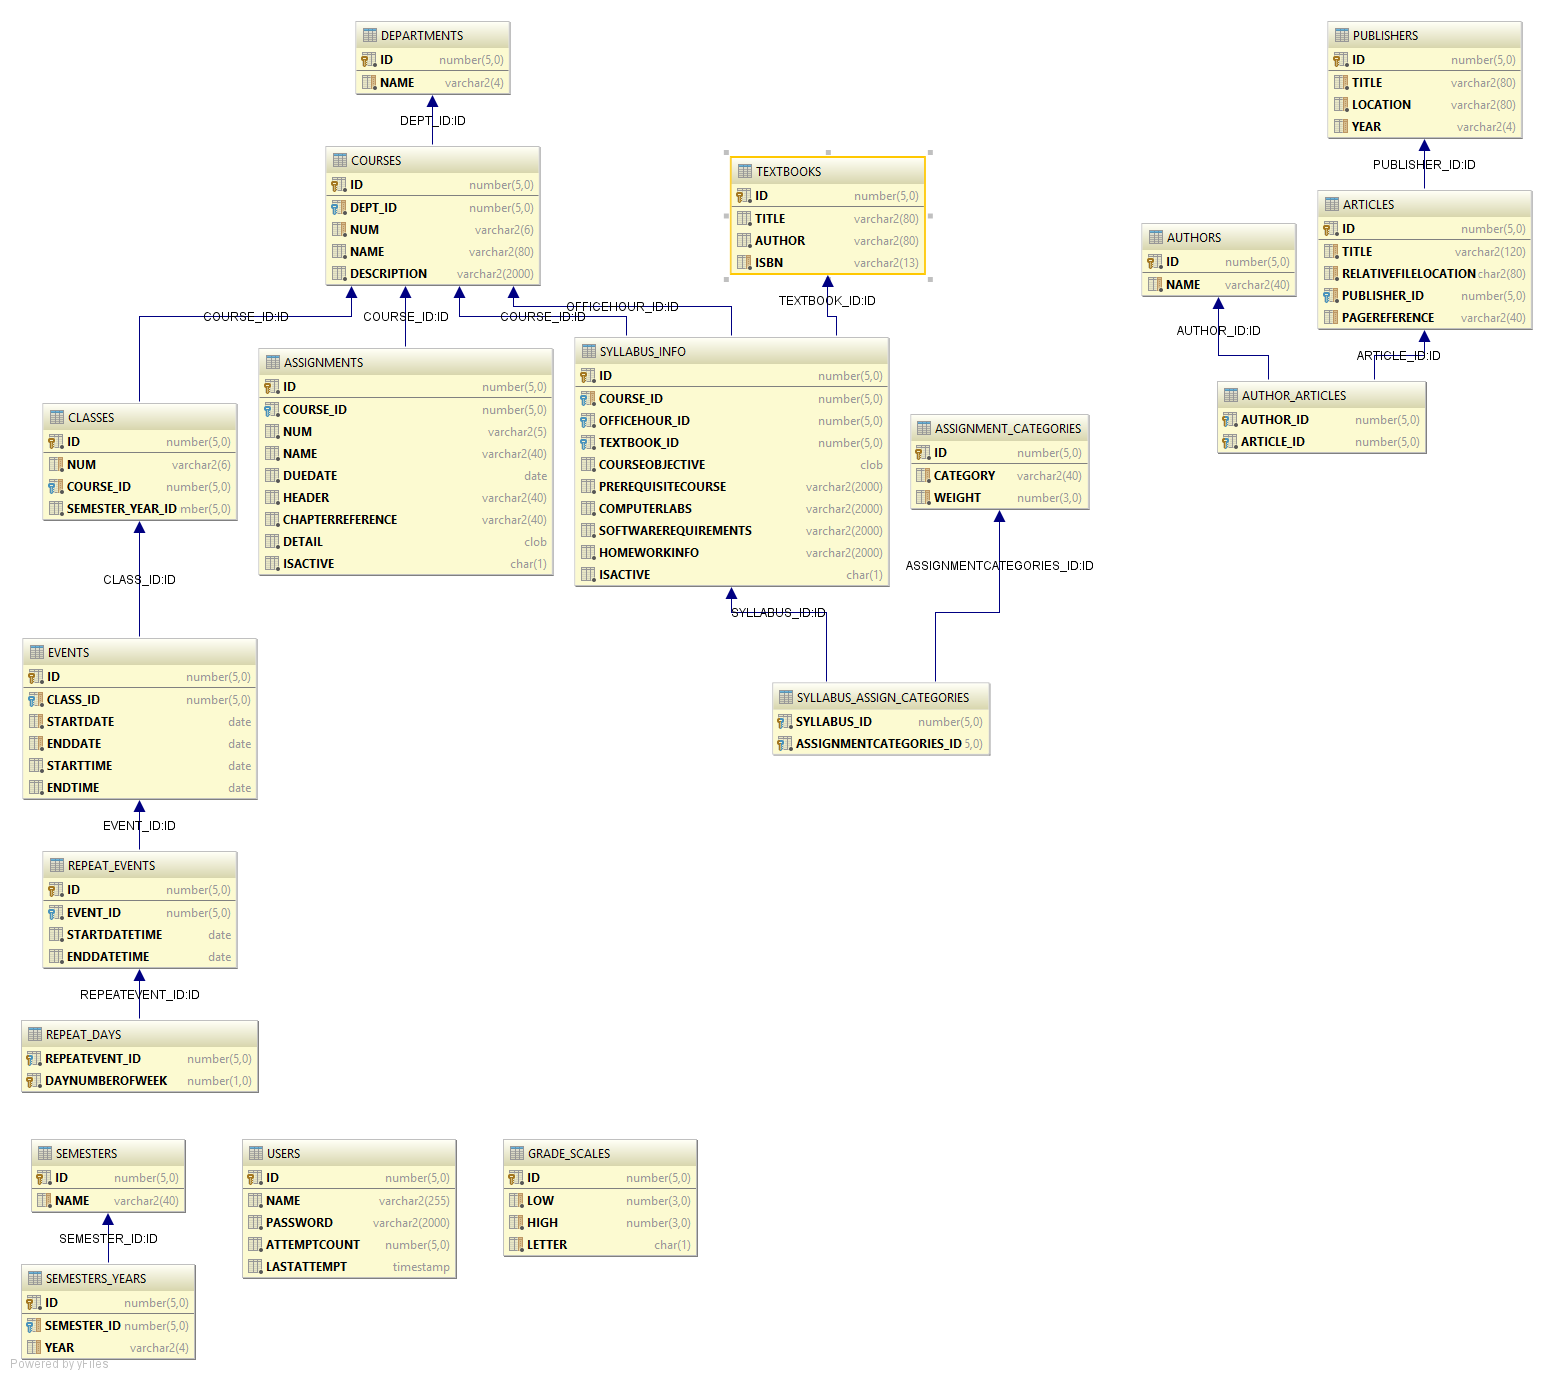 DEPARTMENTS
ID number(5,0)
NAME varchar2(4)
DEPT_ID:ID
COURSES
ID number(5,0)
DEPT_ID number(5,0)
NUM varchar2(6)
NAME varchar2(80)
DESCRIPTION varchar2(2000)
COURSE_ID:ID
COURSE_ID:ID
COURSE_ID:ID
OFFICEHOUR_ID:ID
TEXTBOOKS
ID number(5,0)
TITLE varchar2(80)
AUTHOR varchar2(80)
ISBN varchar2(13)
TEXTBOOK_ID:ID
PUBLISHERS
ID number(5,0)
TITLE varchar2(80)
LOCATION varchar2(80)
YEAR varchar2(4)
PUBLISHER_ID:ID
ARTICLES
ID number(5,0)
TITLE varchar2(120)
RELATIVEFILELOCATION char2(80)
PUBLISHER_ID number(5,0)
PAGEREFERENCE varchar2(40)
AUTHORS
ID number(5,0)
NAME varchar2(40)
AUTHOR_ID:ID
ARTICLE_ID:ID
AUTHOR_ARTICLES
AUTHOR_ID number(5,0)
ARTICLE_ID number(5,0)
CLASSES
ID number(5,0)
NUM varchar2(6)
COURSE_ID number(5,0)
SEMESTER_YEAR_ID mber(5,0)
CLASS_ID:ID
ASSIGNMENTS
ID number(5,0)
COURSE_ID number(5,0)
NUM varchar2(5)
NAME varchar2(40)
DUEDATE date
HEADER varchar2(40)
CHAPTERREFERENCE varchar2(40)
DETAIL clob
ISACTIVE char(1)
SYLLABUS_INFO
ID number(5,0)
COURSE_ID number(5,0)
OFFICEHOUR_ID number(5,0)
TEXTBOOK_ID number(5,0)
COURSEOBJECTIVE clob
PREREQUISITECOURSE varchar2(2000)
COMPUTERLABS varchar2(2000)
SOFTWAREREQUIREMENTS varchar2(2000)
HOMEWORKINFO varchar2(2000)
ISACTIVE char(1)
SYLLABUS_ID:ID
ASSIGNMENT_CATEGORIES
ID number(5,0)
CATEGORY varchar2(40)
WEIGHT number(3,0)
ASSIGNMENTCATEGORIES_ID:ID
SYLLABUS_ASSIGN_CATEGORIES
SYLLABUS_ID number(5,0)
ASSIGNMENTCATEGORIES_ID 5,0)
EVENTS
ID number(5,0)
CLASS_ID number(5,0)
STARTDATE date
ENDDATE date
STARTTIME date
ENDTIME date
EVENT_ID:ID
REPEAT_EVENTS
ID number(5,0)
EVENT_ID number(5,0)
STARTDATETIME date
ENDDATETIME date
REPEATEVENT_ID:ID
REPEAT_DAYS
REPEATEVENT_ID number(5,0)
DAYNUMBEROFWEEK number(1,0)
SEMESTERS
ID number(5,0)
NAME varchar2(40)
SEMESTER_ID:ID
SEMESTERS_YEARS
ID number(5,0)
SEMESTER_ID number(5,0)
YEAR varchar2(4)
USERS
ID number(5,0)
NAME varchar2(255)
PASSWORD varchar2(2000)
ATTEMPTCOUNT number(5,0)
LASTATTEMPT timestamp
GRADE_SCALES
ID number(5,0)
LOW number(3,0)
HIGH number(3,0)
LETTER char(1)
Powered by yFiles